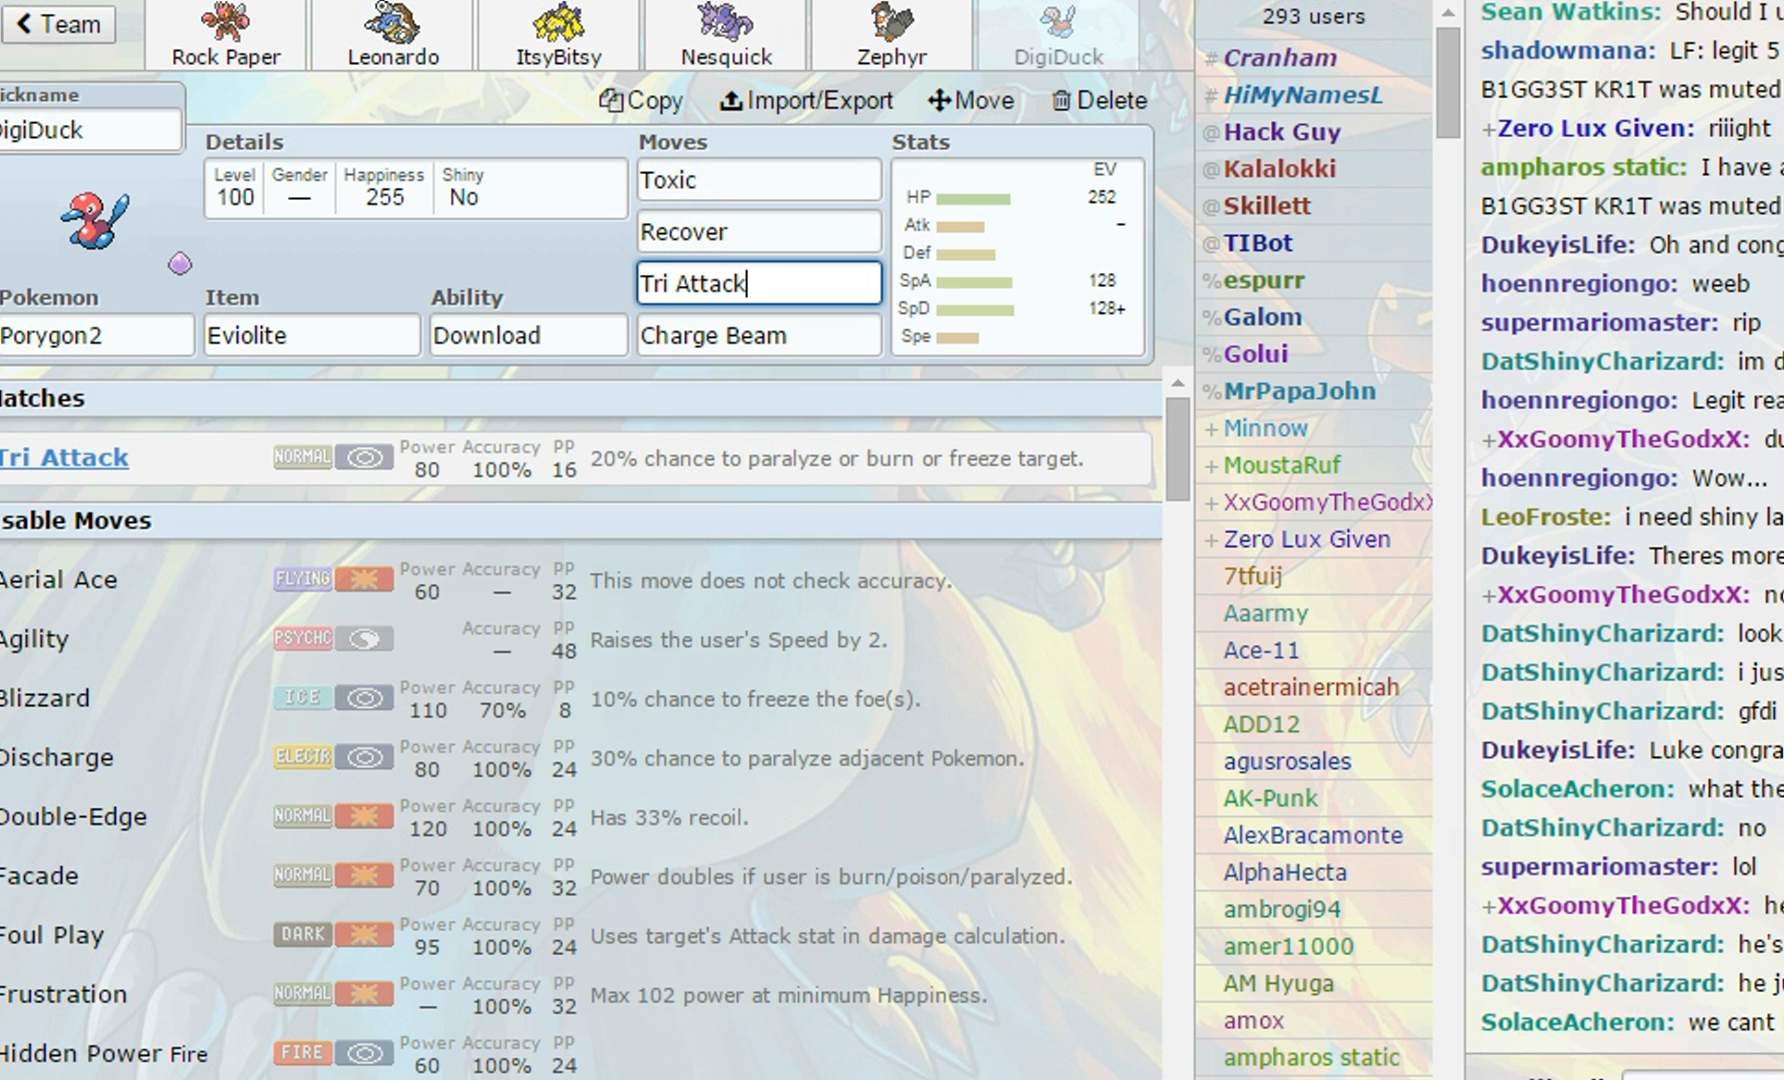 Team
Rock Paper
Leonardo
ItsyBitsy
Nesquick
Zephyr
DigiDuck
Copy
Import/Export
Move
Delete
ickname
DigiDuck
Details
Level
100
Gender
—
Happiness
255
Shiny
No
Moves
Toxic
Recover
Tri Attack
Charge Beam
Stats
EV
HP 252
Atk -
Def
SpA 128
SpD 128+
Spe
Pokemon
Porygon2
Item
Eviolite
Ability
Download
atches
Tri Attack NORMAL Power 80 Accuracy 100% PP 16 20% chance to paralyze or burn or freeze target.
sable Moves
Aerial Ace FLYING Power 60 Accuracy — PP 32 This move does not check accuracy.
Agility PSYCHC Accuracy — PP 48 Raises the user's Speed by 2.
Blizzard ICE Power 110 Accuracy 70% PP 8 10% chance to freeze the foe(s).
Discharge ELECTR Power 80 Accuracy 100% PP 24 30% chance to paralyze adjacent Pokemon.
Double-Edge NORMAL Power 120 Accuracy 100% PP 24 Has 33% recoil.
Facade NORMAL Power 70 Accuracy 100% PP 32 Power doubles if user is burn/poison/paralyzed.
Foul Play DARK Power 95 Accuracy 100% PP 24 Uses target's Attack stat in damage calculation.
Frustration NORMAL Power — Accuracy 100% PP 32 Max 102 power at minimum Happiness.
Hidden Power Fire FIRE Power 60 Accuracy 100% PP 24
293 users
#Cranham
#HiMyNamesL
@Hack Guy
@Kalalokki
@Skillett
@TIBot
%espurr
%Galom
%Golui
%MrPapaJohn
+Minnow
+MoustaRuf
+XxGoomyTheGodxX
+Zero Lux Given
7tfuij
Aaarmy
Ace-11
acetrainermicah
ADD12
agusrosales
AK-Punk
AlexBracamonte
AlphaHecta
ambrogi94
amer11000
AM Hyuga
amox
ampharos static
Sean Watkins: Should I u
shadowmana: LF: legit 5
B1GG3ST KR1T was muted
+Zero Lux Given: riiight
ampharos static: I have a
B1GG3ST KR1T was muted
DukeyisLife: Oh and cong
hoennregiongo: weeb
supermariomaster: rip
DatShinyCharizard: im d
hoennregiongo: Legit rea
+XxGoomyTheGodxX: du
hoennregiongo: Wow...
LeoFroste: i need shiny la
DukeyisLife: Theres more
+XxGoomyTheGodxX: no
DatShinyCharizard: look
DatShinyCharizard: i jus
DatShinyCharizard: gfdi
DukeyisLife: Luke congra
SolaceAcheron: what the
DatShinyCharizard: no
supermariomaster: lol
+XxGoomyTheGodxX: he
DatShinyCharizard: he's
DatShinyCharizard: he ju
SolaceAcheron: we cant